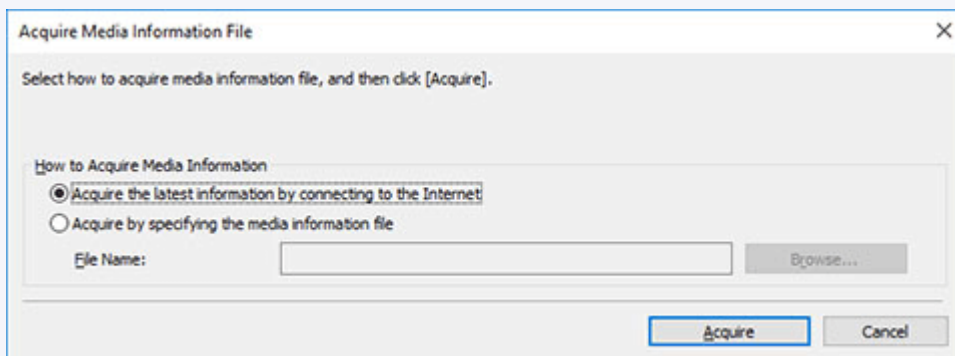 Acquire Media Information File
Select how to acquire media information file, and then click [Acquire].
How to Acquire Media Information
Acquire the latest information by connecting to the Internet
Acquire by specifying the media information file
File Name:
Browse...
Acquire
Cancel